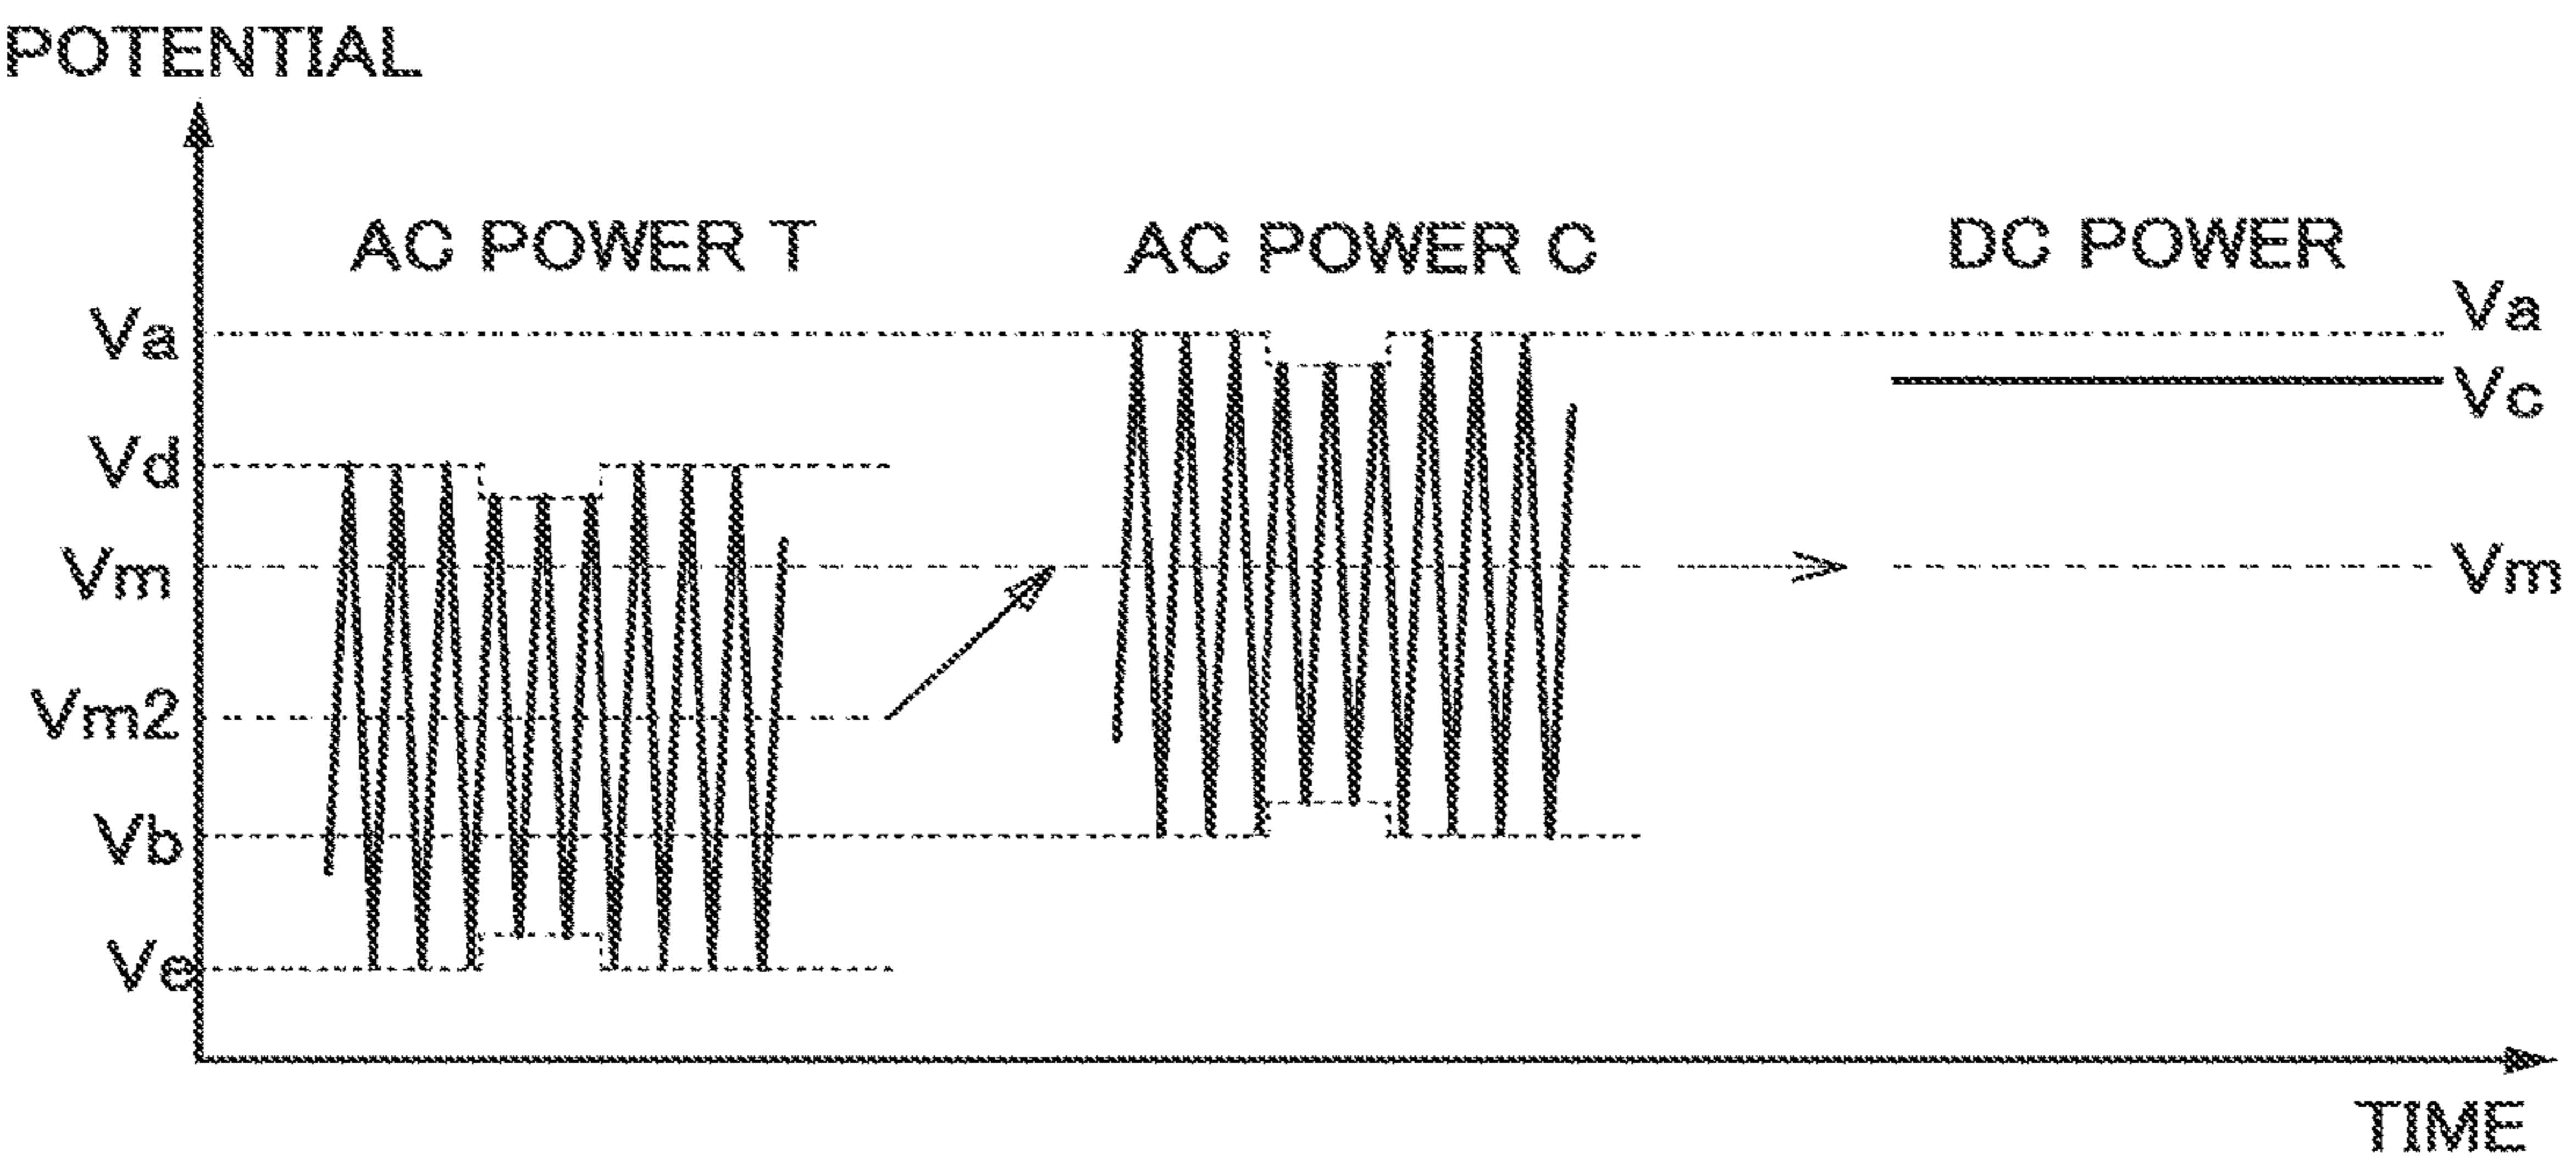 POTENTIAL
AC POWER T
AC POWER C
DC POWER
Va
Va
Vc
Vd
Vm
Vm
Vm2
Vb
Ve
TIME